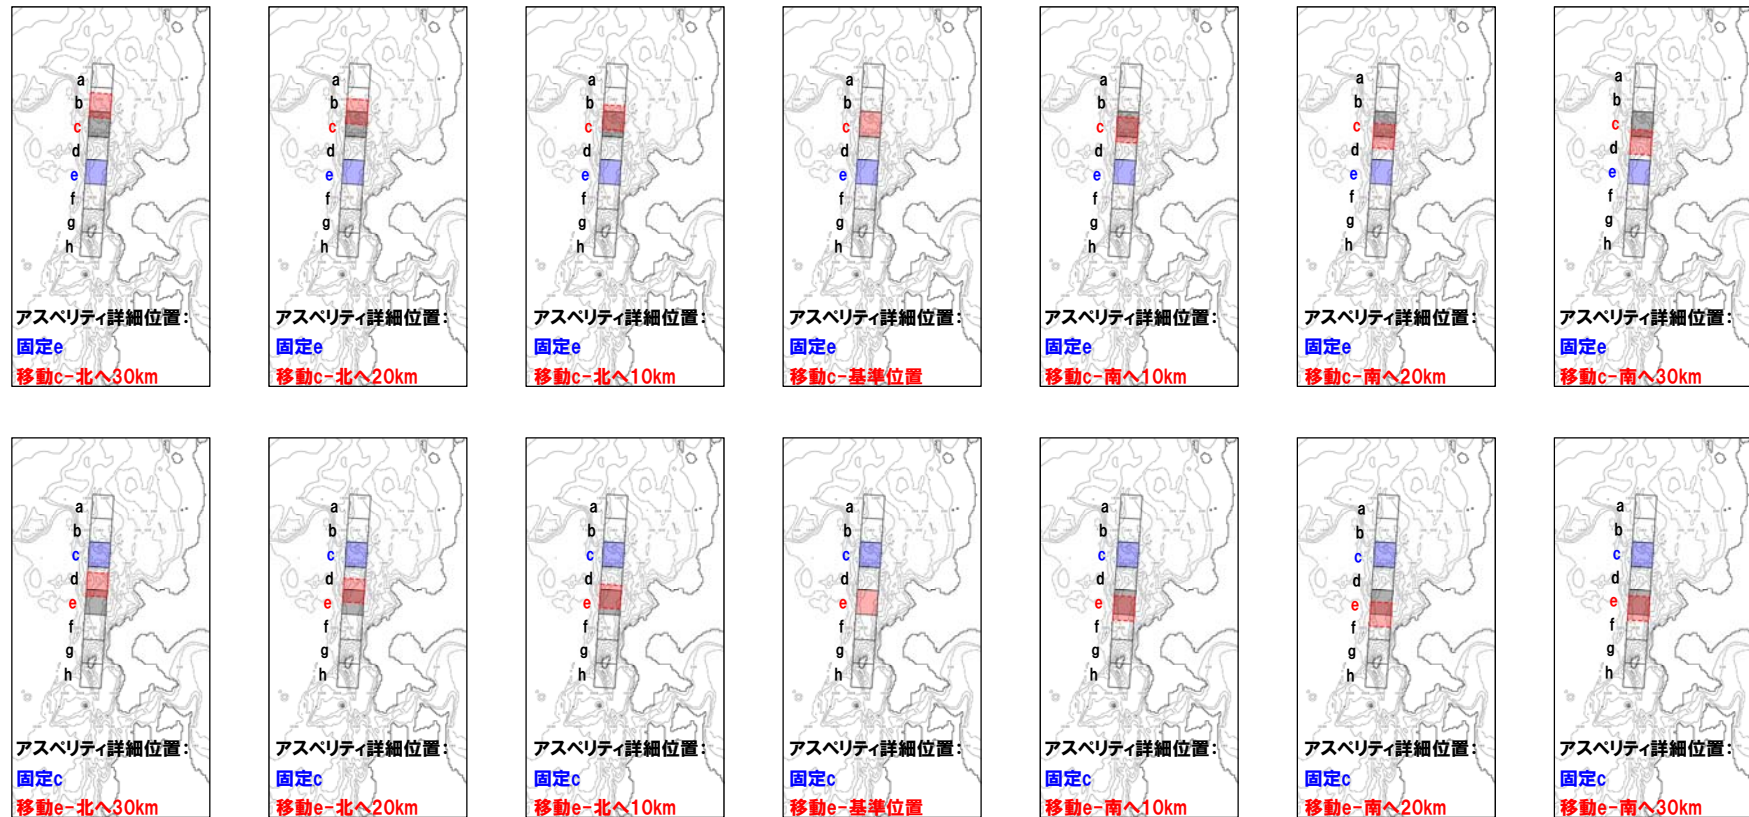 a
b
c
d
e
f
g
h
アスペリティ詳細位置:
固定e
移動c-北へ30km
a
b
c
d
e
f
g
h
アスペリティ詳細位置:
固定e
移動c-北へ20km
a
b
c
d
e
f
g
h
アスペリティ詳細位置:
固定e
移動c-北へ10km
a
b
c
d
e
f
g
h
アスペリティ詳細位置:
固定e
移動c-基準位置
a
b
c
d
e
f
g
h
アスペリティ詳細位置:
固定e
移動c-南へ10km
a
b
c
d
e
f
g
h
アスペリティ詳細位置:
固定e
移動c-南へ20km
a
b
c
d
e
f
g
h
アスペリティ詳細位置:
固定e
移動c-南へ30km
a
b
c
d
e
f
g
h
アスペリティ詳細位置:
固定c
移動e-北へ30km
a
b
c
d
e
f
g
h
アスペリティ詳細位置:
固定c
移動e-北へ20km
a
b
c
d
e
f
g
h
アスペリティ詳細位置:
固定c
移動e-北へ10km
a
b
c
d
e
f
g
h
アスペリティ詳細位置:
固定c
移動e-基準位置
a
b
c
d
e
f
g
h
アスペリティ詳細位置:
固定c
移動e-南へ10km
a
b
c
d
e
f
g
h
アスペリティ詳細位置:
固定c
移動e-南へ20km
a
b
c
d
e
f
g
h
アスペリティ詳細位置:
固定c
移動e-南へ30km